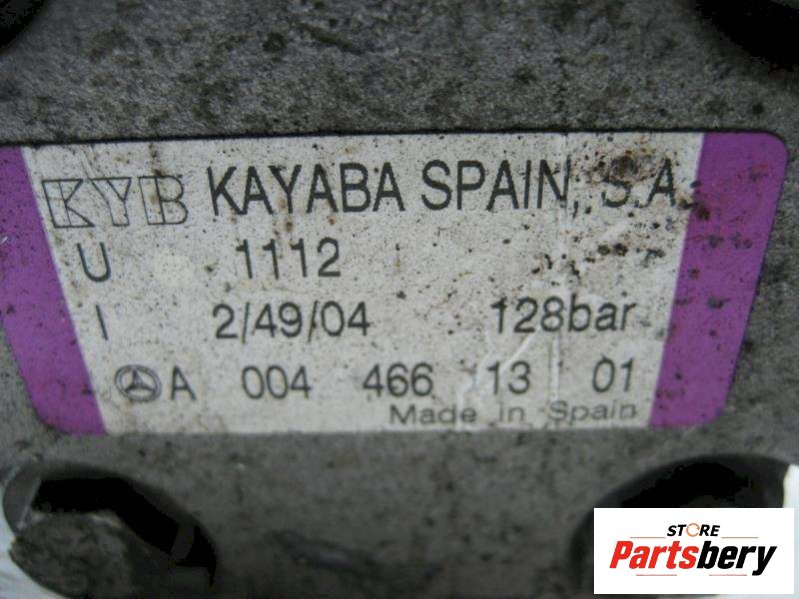 KYB KAYABA SPAIN, S.A.
U 1112
I 2/49/04 128bar
A 004 466 13 01
Made in Spain
STORE
Partsbery